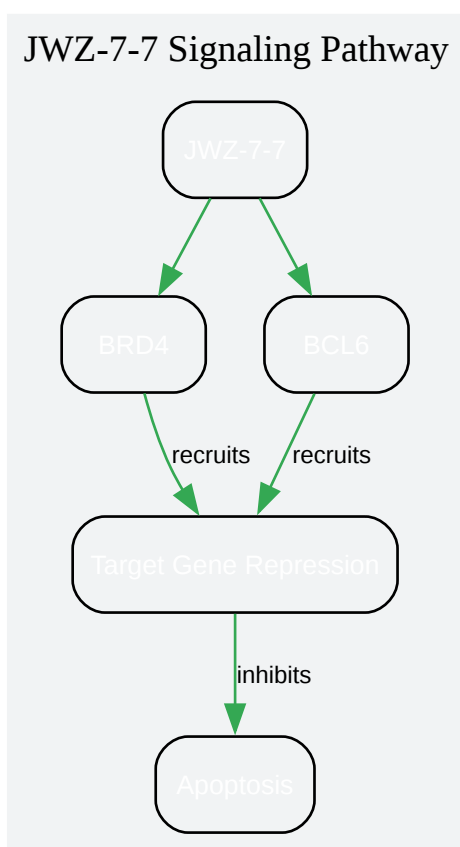 JWZ-7-7 Signaling Pathway
JWZ-7-7
BRD4
BCL6
recruits
recruits
Target Gene Repression
inhibits
Apoptosis